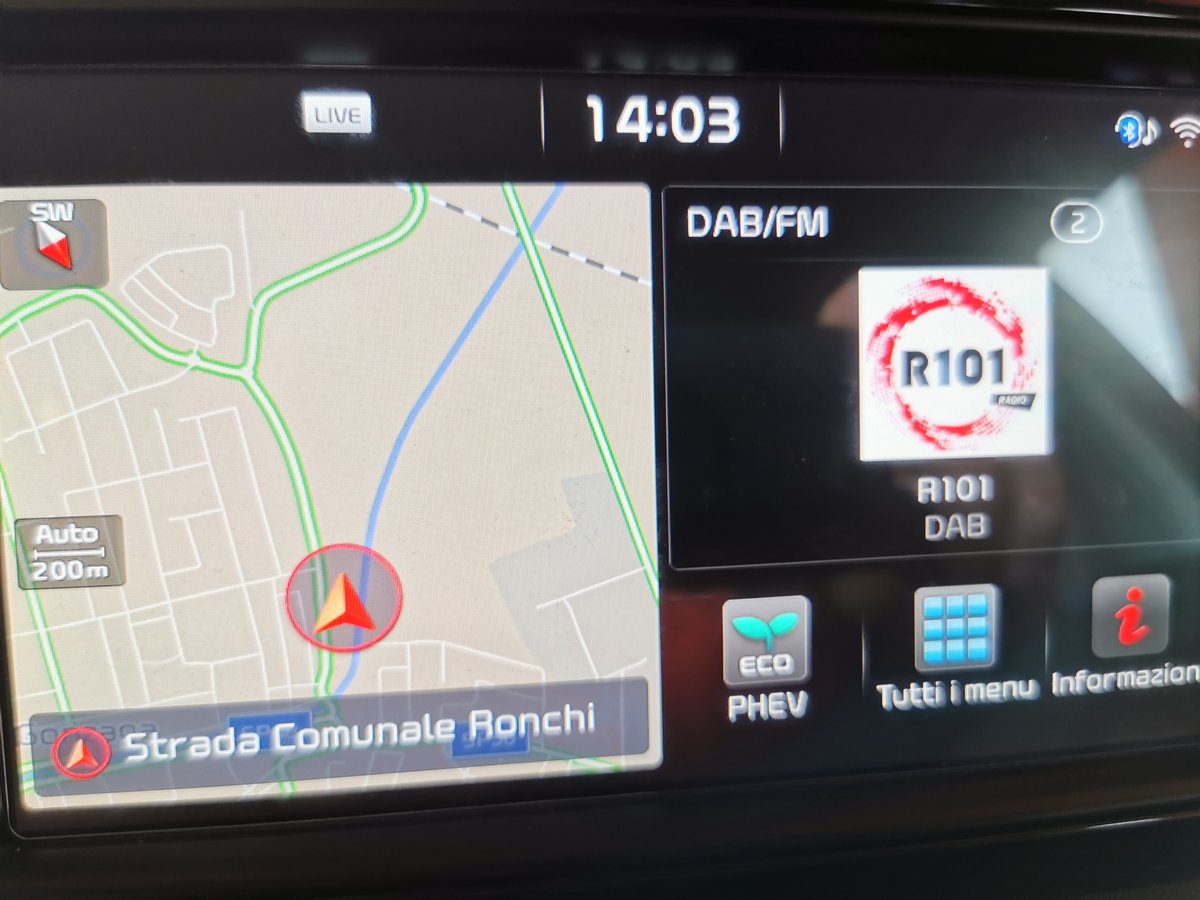 LIVE
14:03
SW
DAB/FM
2
R101
RADIO
R101
DAB
Auto
200m
ECO
PHEV
Tutti i menu
Informazion
Strada Comunale Ronchi